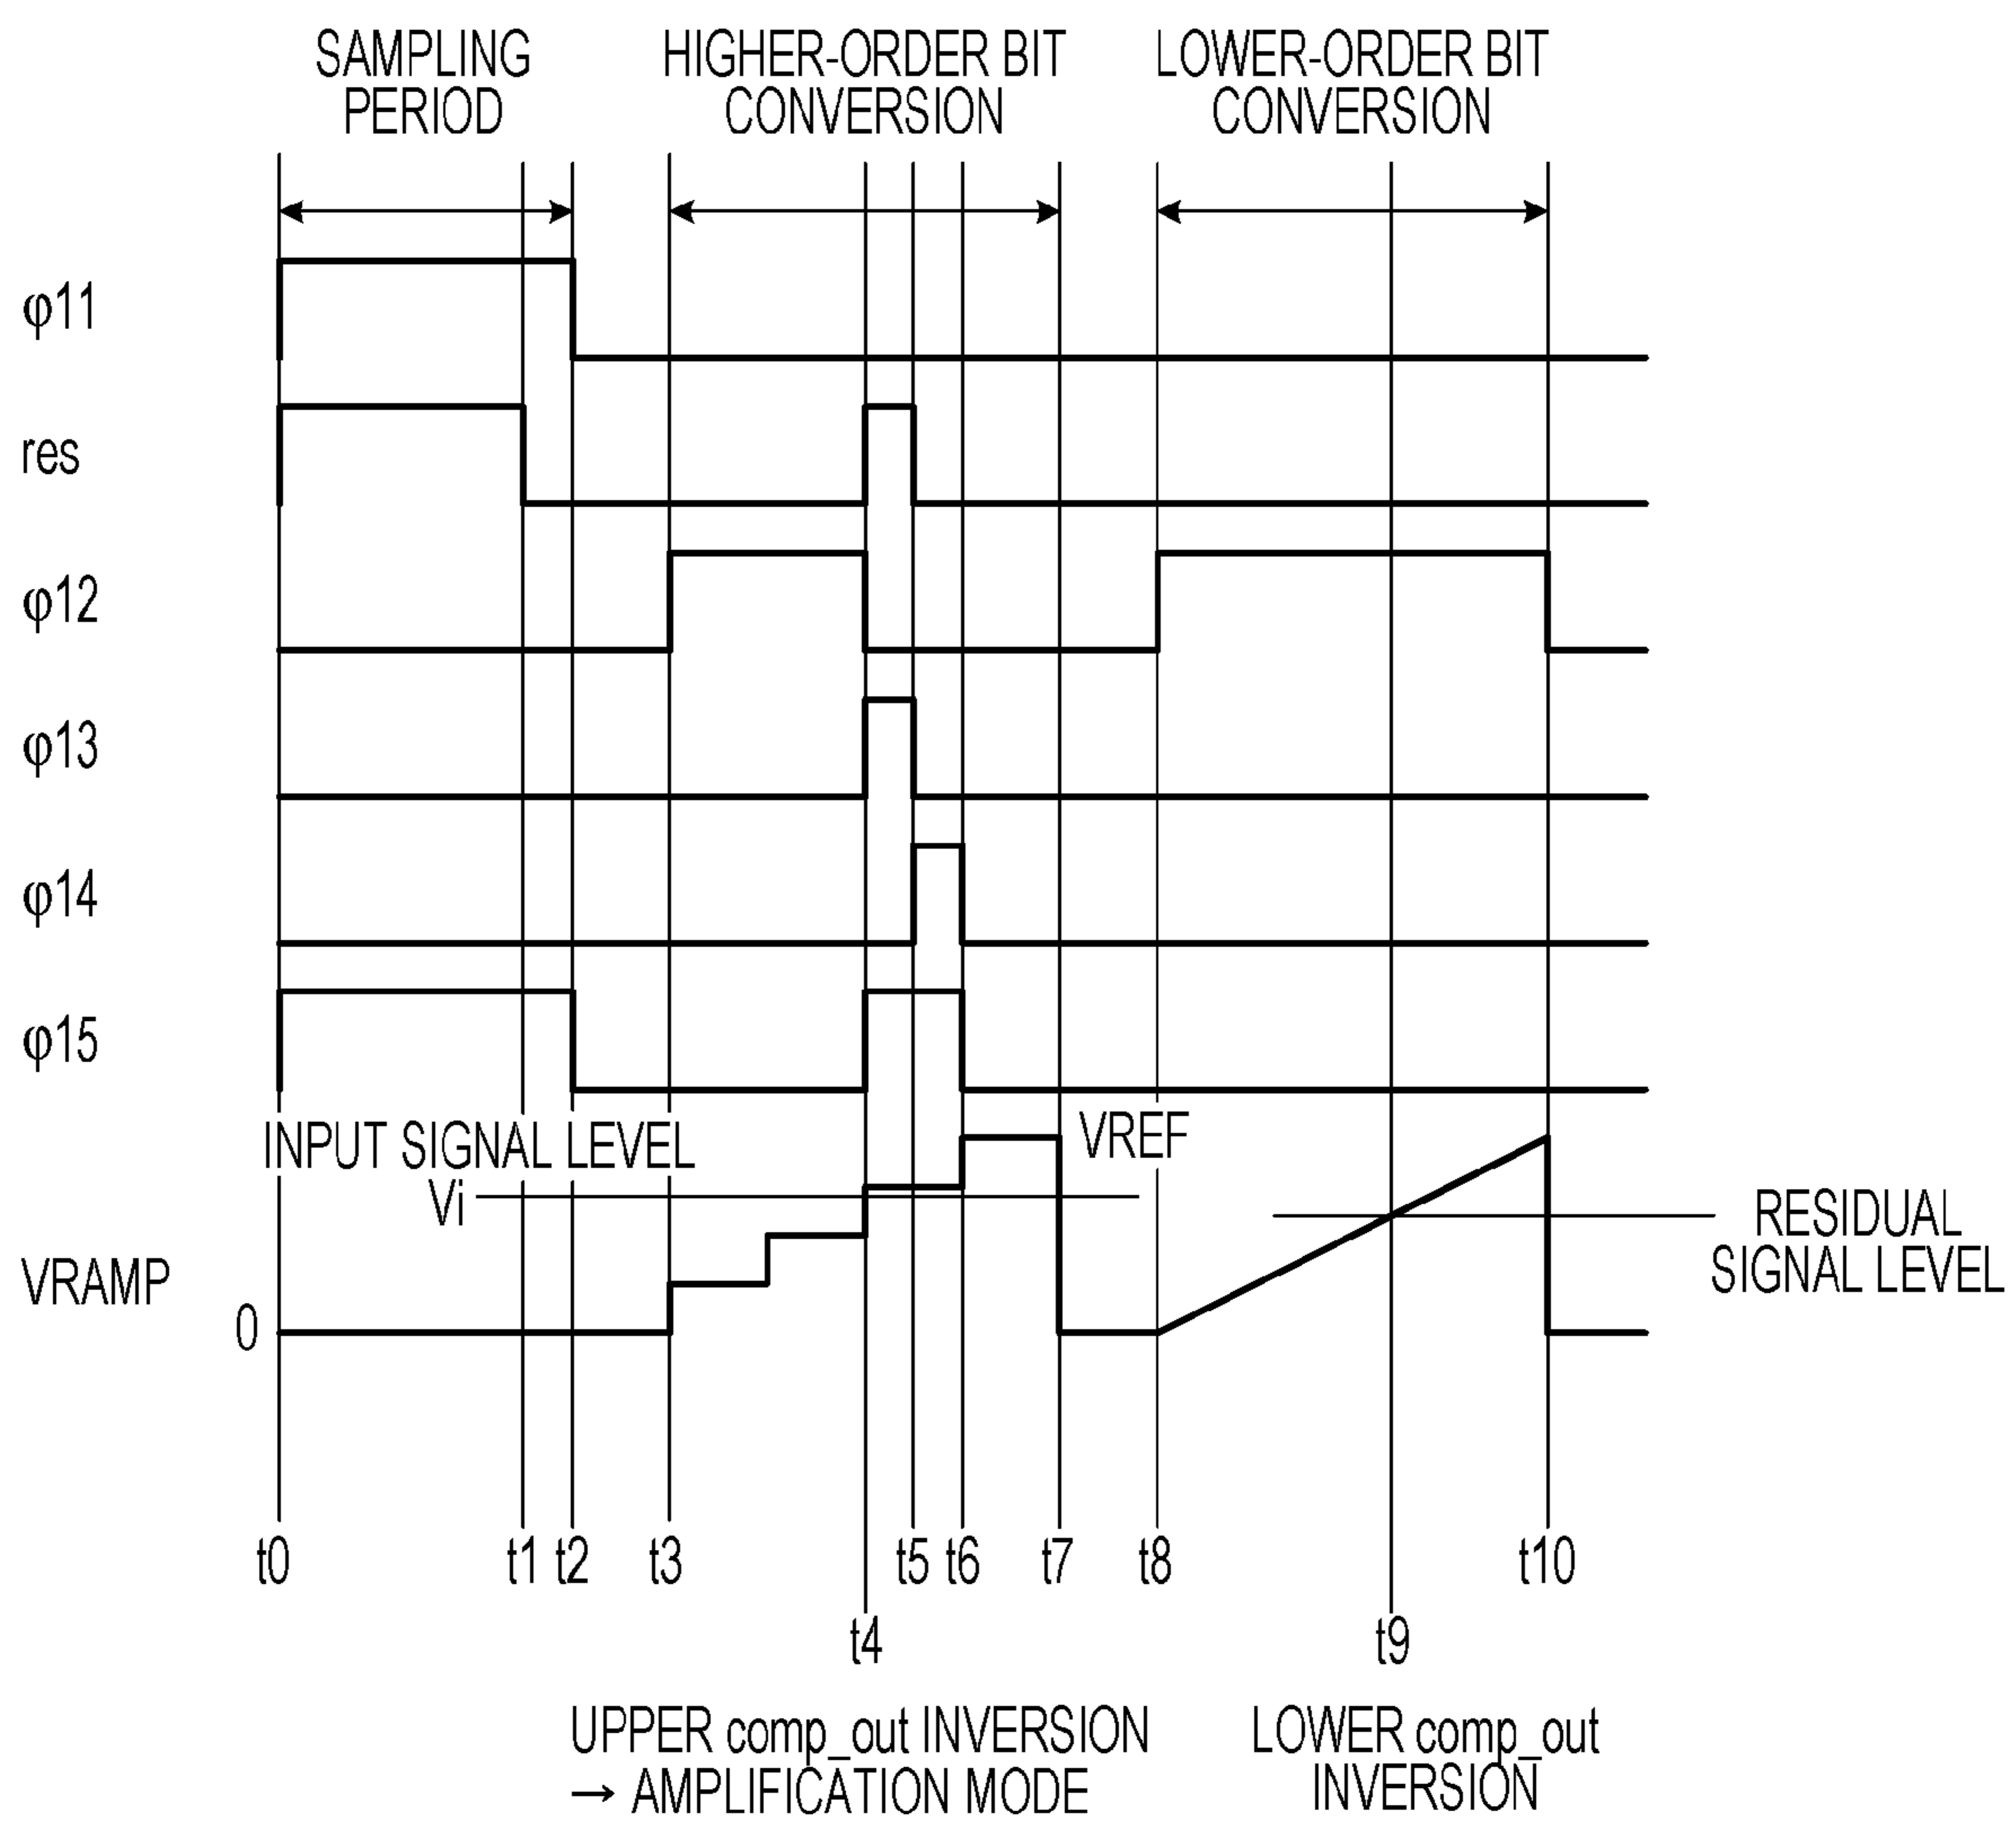 SAMPLING
PERIOD
HIGHER-ORDER BIT
CONVERSION
LOWER-ORDER BIT
CONVERSION
φ11
res
φ12
φ13
φ14
φ15
INPUT SIGNAL LEVEL
Vi
VREF
RESIDUAL
SIGNAL LEVEL
VRAMP
0
t0 t1 t2 t3 t5 t6 t7 t8 t10
t4 t9
UPPER comp_out INVERSION
→ AMPLIFICATION MODE
LOWER comp_out
INVERSION